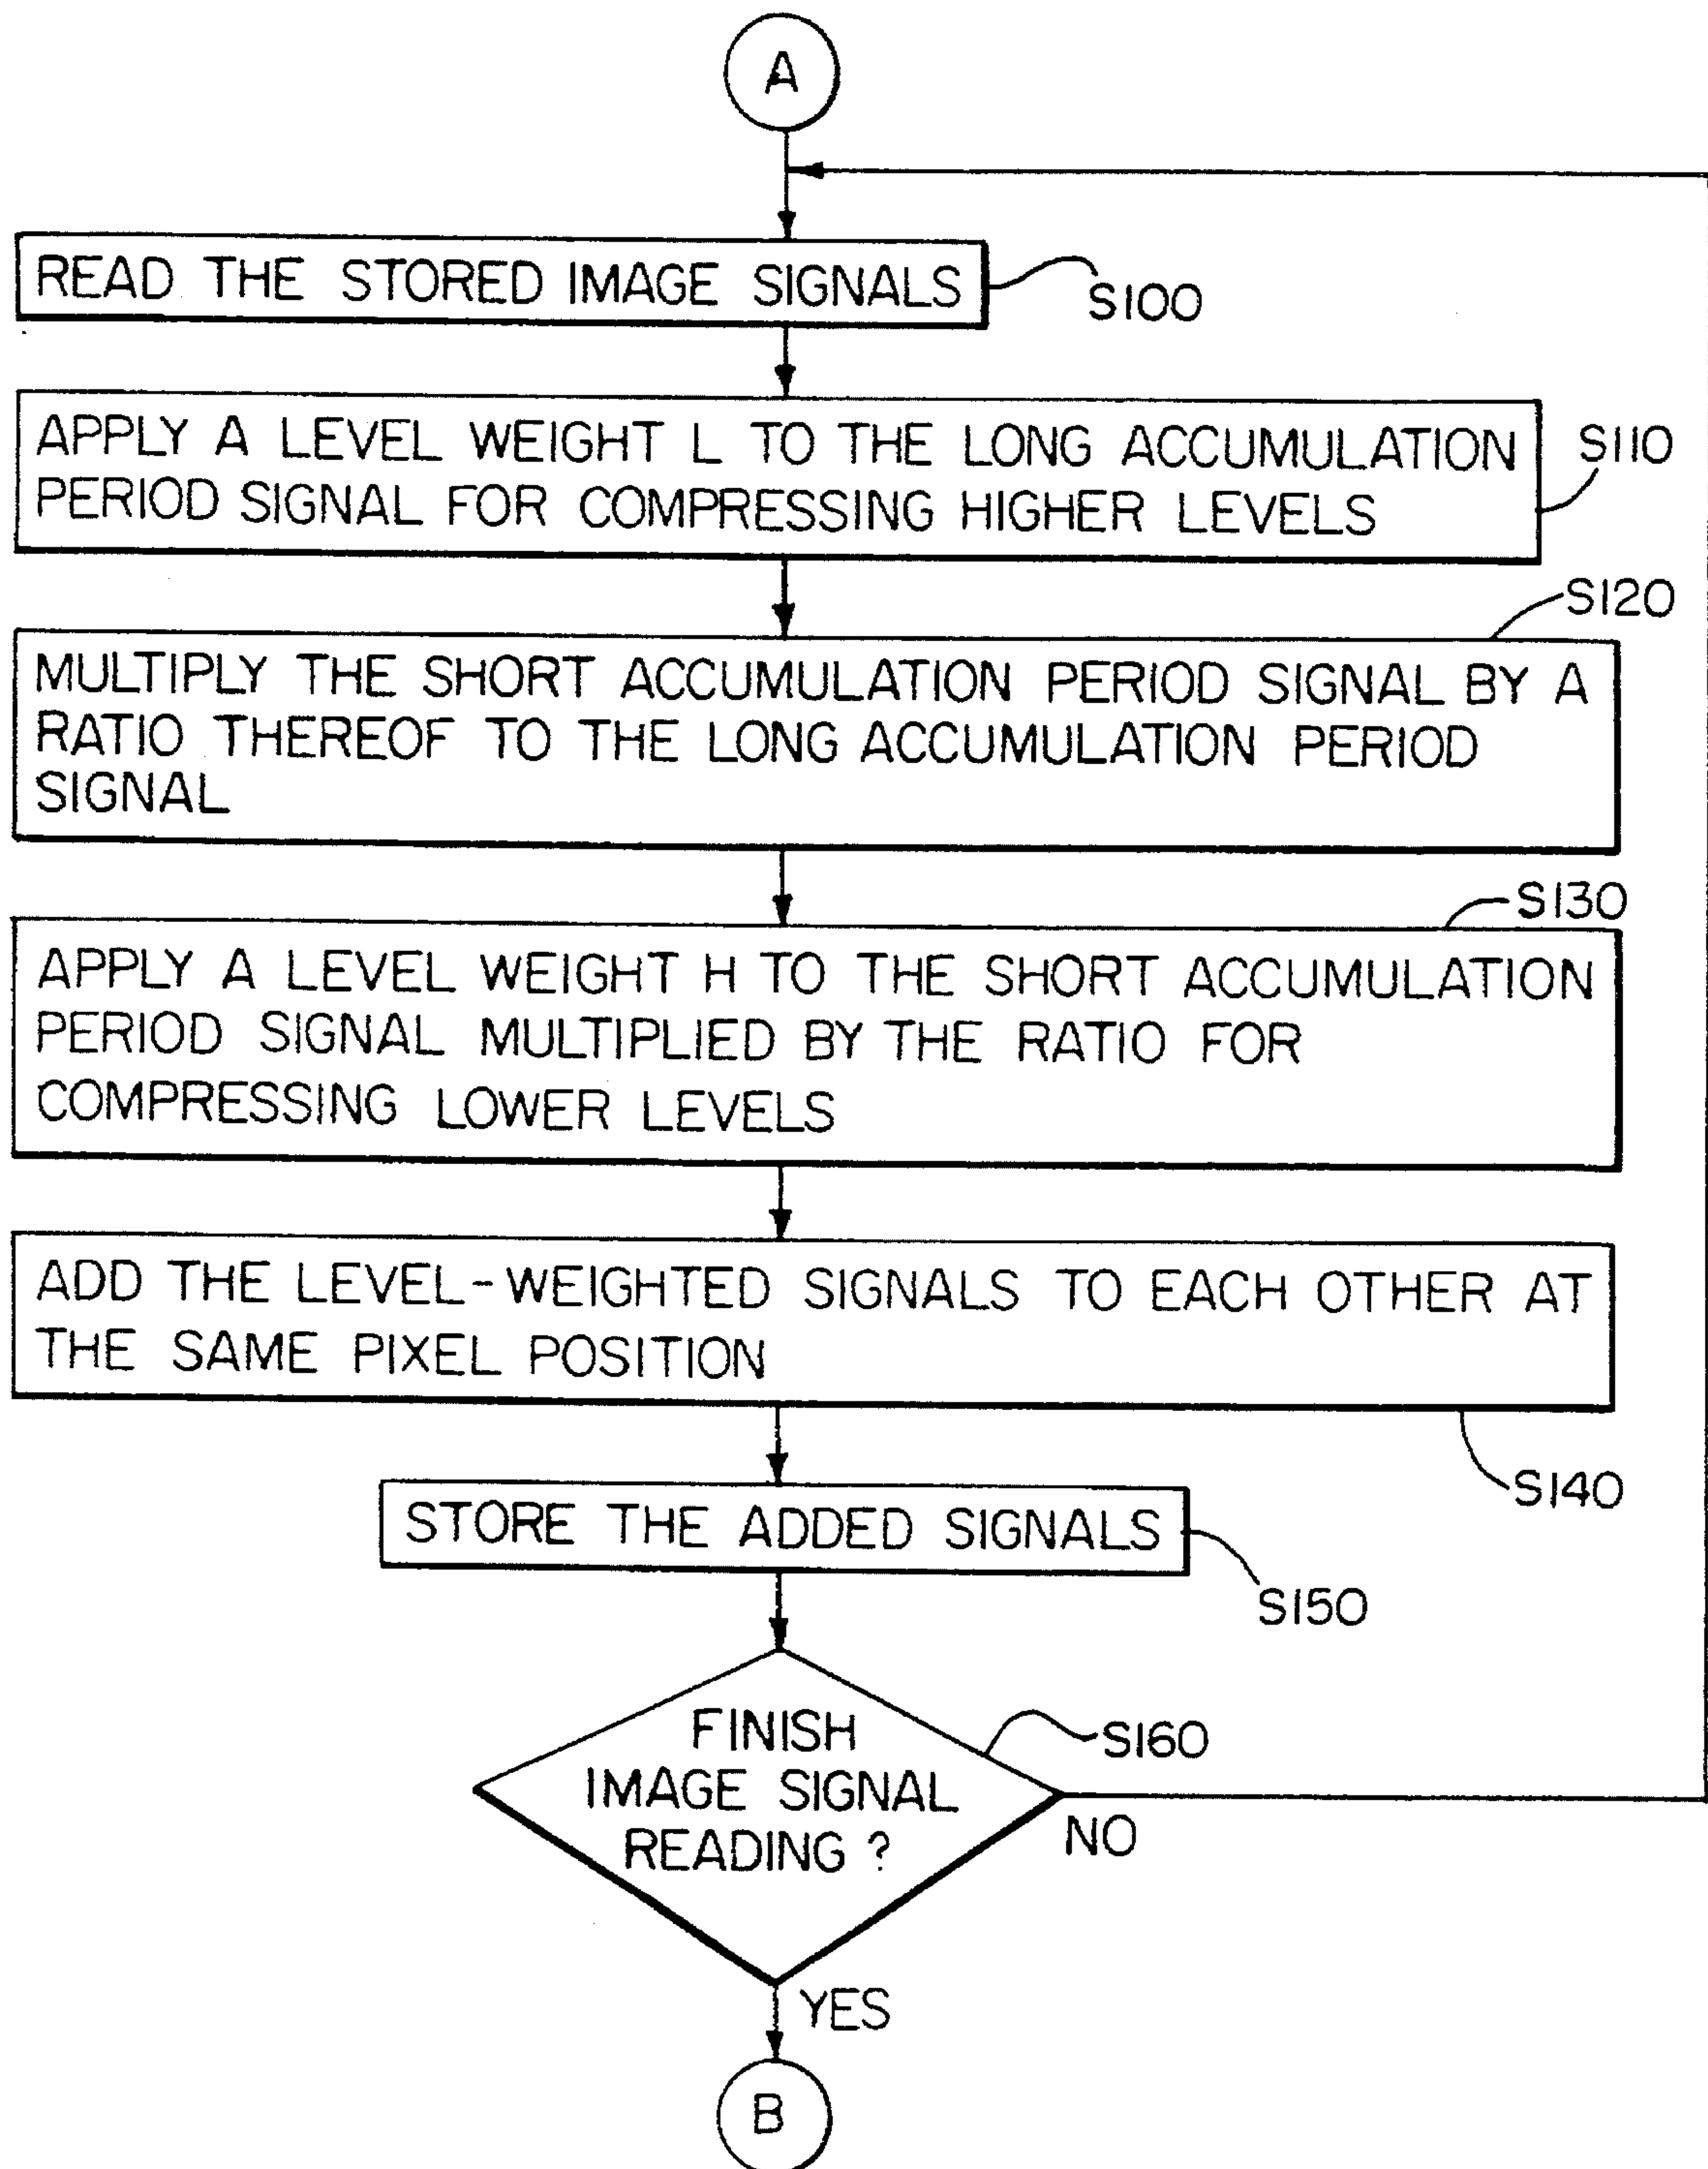 A
READ THE STORED IMAGE SIGNALS
S100
APPLY A LEVEL WEIGHT L TO THE LONG ACCUMULATION
PERIOD SIGNAL FOR COMPRESSING HIGHER LEVELS
S110
S120
MULTIPLY THE SHORT ACCUMULATION PERIOD SIGNAL BY A
RATIO THEREOF TO THE LONG ACCUMULATION PERIOD
SIGNAL
S130
APPLY A LEVEL WEIGHT H TO THE SHORT ACCUMULATION
PERIOD SIGNAL MULTIPLIED BY THE RATIO FOR
COMPRESSING LOWER LEVELS
ADD THE LEVEL-WEIGHTED SIGNALS TO EACH OTHER AT
THE SAME PIXEL POSITION
S140
STORE THE ADDED SIGNALS
S150
FINISH
IMAGE SIGNAL
READING ?
S160
NO
YES
B